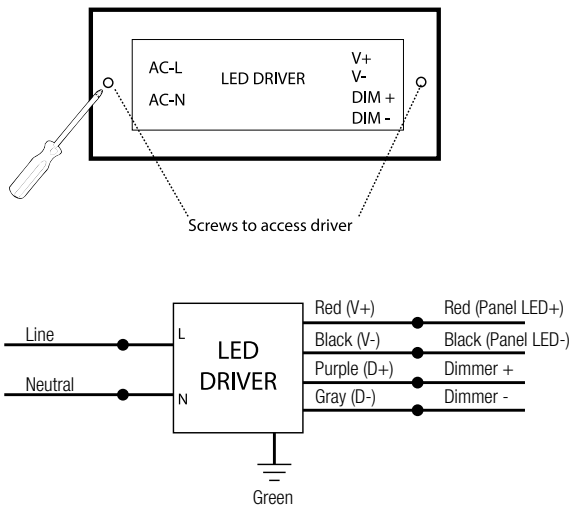 AC-L
AC-N
LED DRIVER
V+
V-
DIM +
DIM -
Screws to access driver
Line
Neutral
L
N
LED
DRIVER
Red (V+)
Red (Panel LED+)
Black (V-)
Black (Panel LED-)
Purple (D+)
Dimmer +
Gray (D-)
Dimmer -
Green